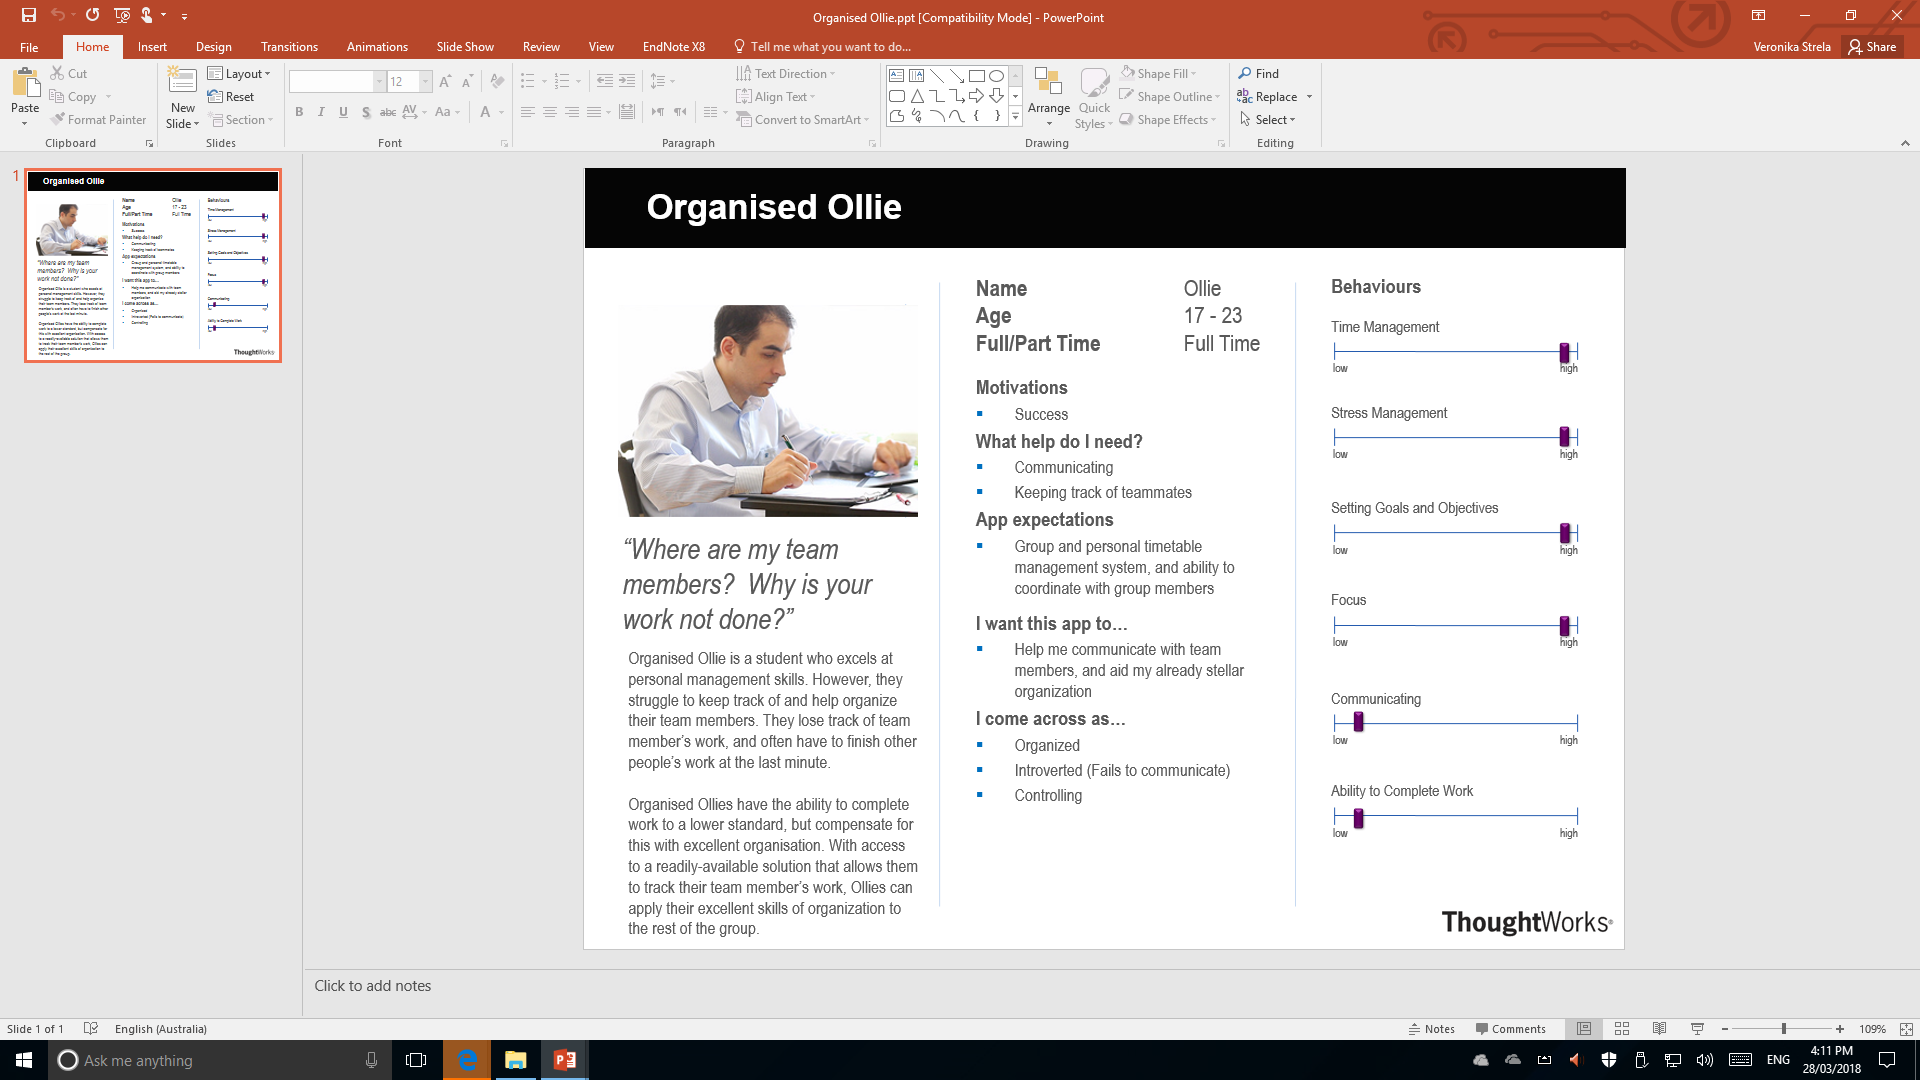 Organised Ollie.ppt [Compatibility Mode] - PowerPoint
File Home Insert Design Transitions Animations Slide Show Review View EndNote X8 Tell me what you want to do... Veronika Strela Share
Paste
Cut
Copy
Format Painter
Clipboard
New
Slide
Layout
Reset
Section
Slides
12
B I U S abc AV Aa A
Font
Text Direction
Align Text
Convert to SmartArt
Paragraph
Arrange
Quick
Styles
Shape Fill
Shape Outline
Shape Effects
Drawing
Find
Replace
Select
Editing
1
Organised Ollie
“Where are my team
members? Why is your
work not done?”
Organised Ollie is a student who excels at
personal management skills. However, they
struggle to keep track of and help organize
their team members. They lose track of team
member’s work, and often have to finish other
people’s work at the last minute.
Organised Ollies have the ability to complete
work to a lower standard, but compensate for
this with excellent organisation. With access
to a readily-available solution that allows them
to track their team member’s work, Ollies can
apply their excellent skills of organization to
the rest of the group.
Name Ollie
Age 17 - 23
Full/Part Time Full Time
Motivations
Success
What help do I need?
Communicating
Keeping track of teammates
App expectations
Group and personal timetable
management system, and ability to
coordinate with group members
I want this app to…
Help me communicate with team
members, and aid my already stellar
organization
I come across as…
Organized
Introverted (Fails to communicate)
Controlling
Behaviours
Time Management
low high
Stress Management
low high
Setting Goals and Objectives
low high
Focus
low high
Communicating
low high
Ability to Complete Work
low high
ThoughtWorks®
Click to add notes
Slide 1 of 1 English (Australia) Notes Comments 109%
Ask me anything
ENG
4:11 PM
28/03/2018